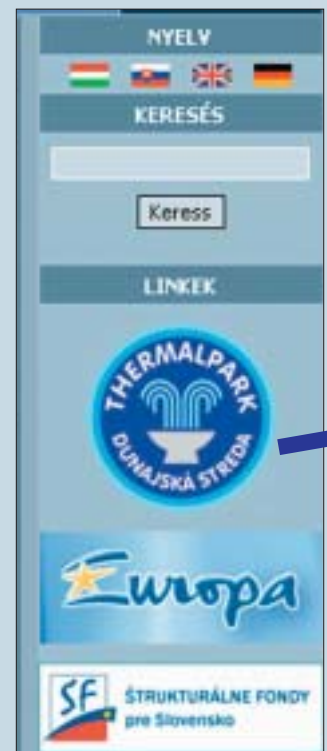 NYELV
KERESÉS
Keress
LINKEK
THERMALPARK
DUNAJSKÁ STREDA
Europa
SF ŠTRUKTURÁLNE FONDY
pre Slovensko